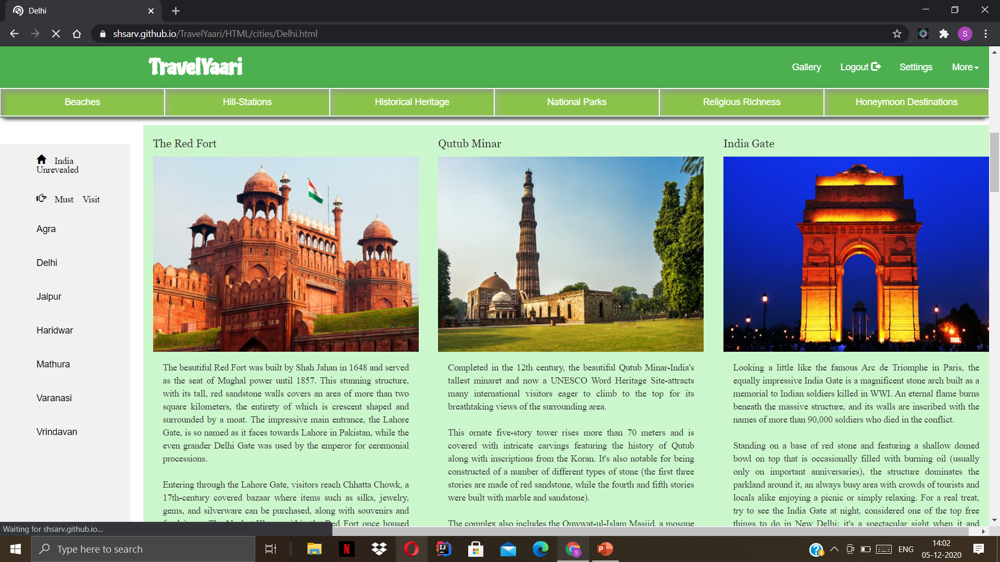 Delhi
shsarv.github.io/TravelYaari/HTML/cities/Delhi.html
S
TravelYaari
Gallery
Logout
Settings
More
Beaches
Hill-Stations
Historical Heritage
National Parks
Religious Richness
Honeymoon Destinations
India
Unrevealed
Must Visit
Agra
Delhi
Jaipur
Haridwar
Mathura
Varanasi
Vrindavan
The Red Fort
The beautiful Red Fort was built by Shah Jahan in 1648 and served
as the seat of Mughal power until 1857. This stunning structure,
with its tall, red sandstone walls covers an area of more than two
square kilometers, the entirety of which is crescent shaped and
surrounded by a moat. The impressive main entrance, the Lahore
Gate, is so named as it faces towards Lahore in Pakistan, while the
even grander Delhi Gate was used by the emperor for ceremonial
processions.
Entering through the Lahore Gate, visitors reach Chhatta Chowk, a
17th-century covered bazaar where items such as silks, jewelry,
gems, and silverware can be purchased, along with souvenirs and
Red Fort once housed
Qutub Minar
Completed in the 12th century, the beautiful Qutub Minar-India's
tallest minaret and now a UNESCO Word Heritage Site-attracts
many international visitors eager to climb to the top for its
breathtaking views of the surrounding area.
This ornate five-story tower rises more than 70 meters and is
covered with intricate carvings featuring the history of Qutub
along with inscriptions from the Koran. It's also notable for being
constructed of a number of different types of stone (the first three
stories are made of red sandstone, while the fourth and fifth stories
were built with marble and sandstone).
The complex also includes the Quwwat-ul-Islam Masjid, a mosque
India Gate
Looking a little like the famous Arc de Triomphe in Paris, the
equally impressive India Gate is a magnificent stone arch built as a
memorial to Indian soldiers killed in WWI. An eternal flame burns
beneath the massive structure, and its walls are inscribed with the
names of more than 90,000 soldiers who died in the conflict.
Standing on a base of red stone and featuring a shallow domed
bowl on top that is occasionally filled with burning oil (usually
only on important anniversaries), the structure dominates the
parkland around it, an always busy area with crowds of tourists and
locals alike enjoying a picnic or simply relaxing. For a real treat,
try to see the India Gate at night, considered one of the top free
things to do in New Delhi; it's a spectacular sight when it and
Waiting for shsarv.github.io...
Type here to search
N
IJ
S
P
ENG
14:02
05-12-2020